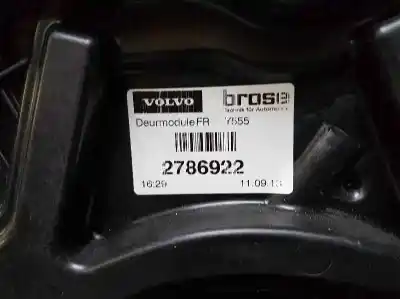 VOLVO brose
Technik für Automobile
Deurmodule FR 7555
2786922
16:29 11.09.13